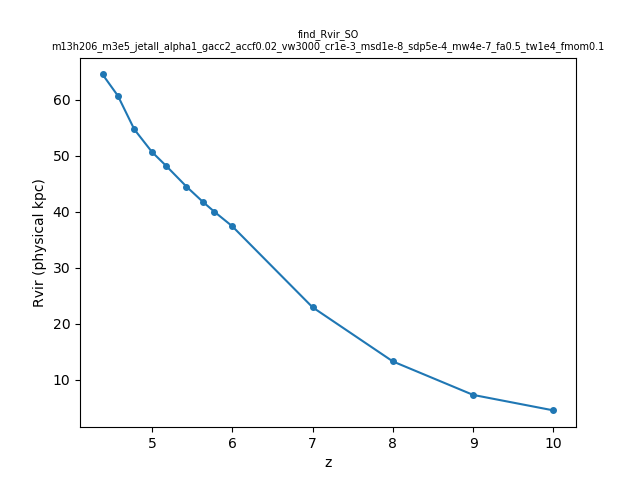 find_Rvir_SO
m13h206_m3e5_jetall_alpha1_gacc2_accf0.02_vw3000_cr1e-3_msd1e-8_sdp5e-4_mw4e-7_fa0.5_tw1e4_fmom0.1
60
50
40
30
20
10
Rvir (physical kpc)
5 6 7 8 9 10
z